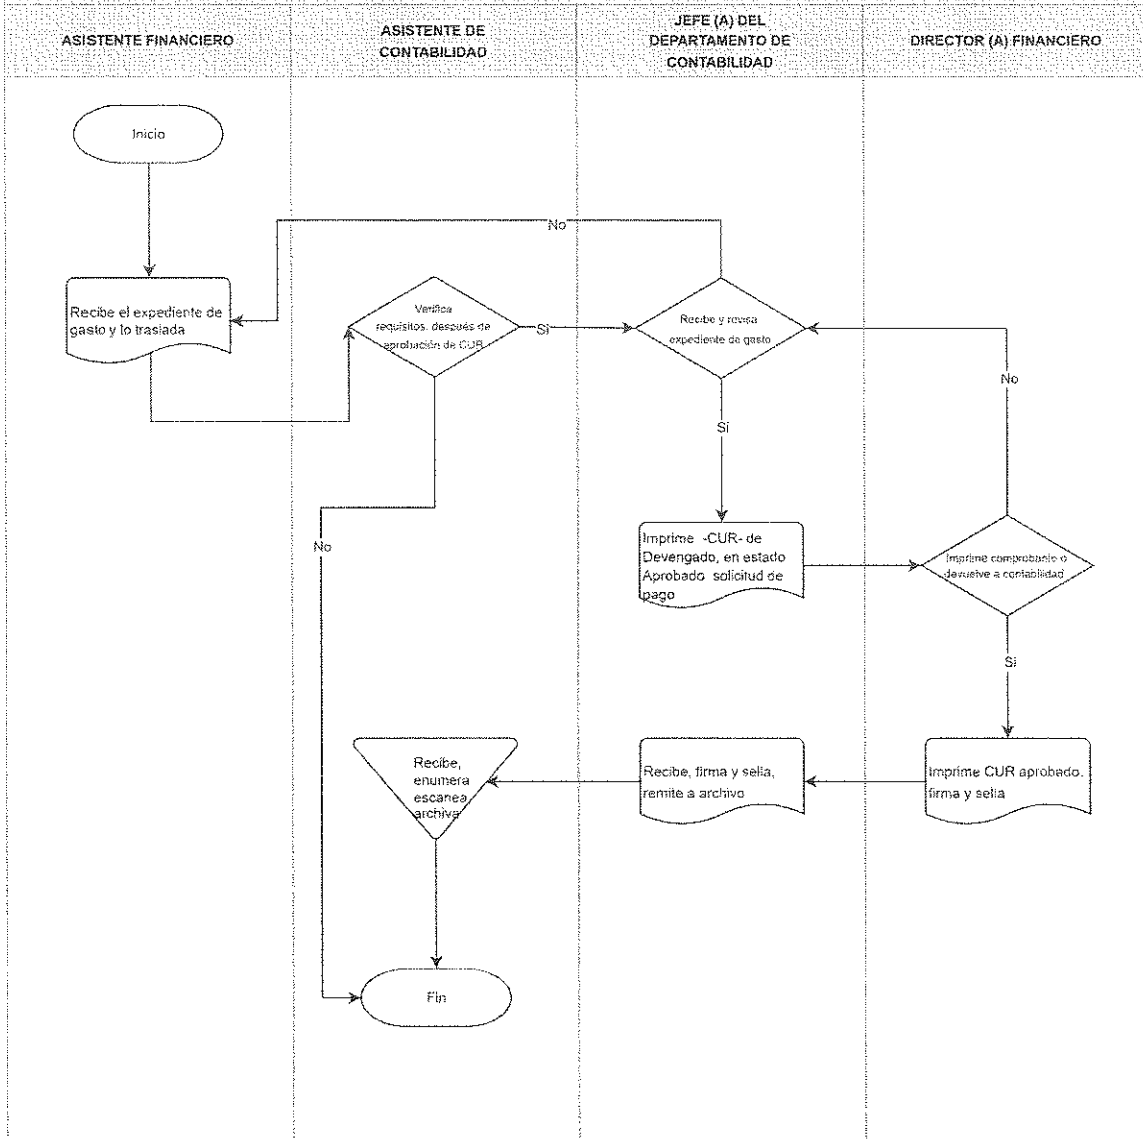 ASISTENTE FINANCIERO
ASISTENTE DE
CONTABILIDAD
JEFE (A) DEL
DEPARTAMENTO DE
CONTABILIDAD
DIRECTOR (A) FINANCIERO
Inicio
No
Recibe el expediente de
gasto y lo traslada
Verifica
requisitos, después de
aprobación de CUR
Si
Recibe y revisa
expediente de gasto
No
Si
No
Imprime -CUR- de
Devengado, en estado
Aprobado solicitud de
pago
Imprime comprobante o
devuelve a contabilidad
Si
Recibe,
enumera
escanea
archiva
Recibe, firma y sella,
remite a archivo
Imprime CUR aprobado.
firma y sella
Fin